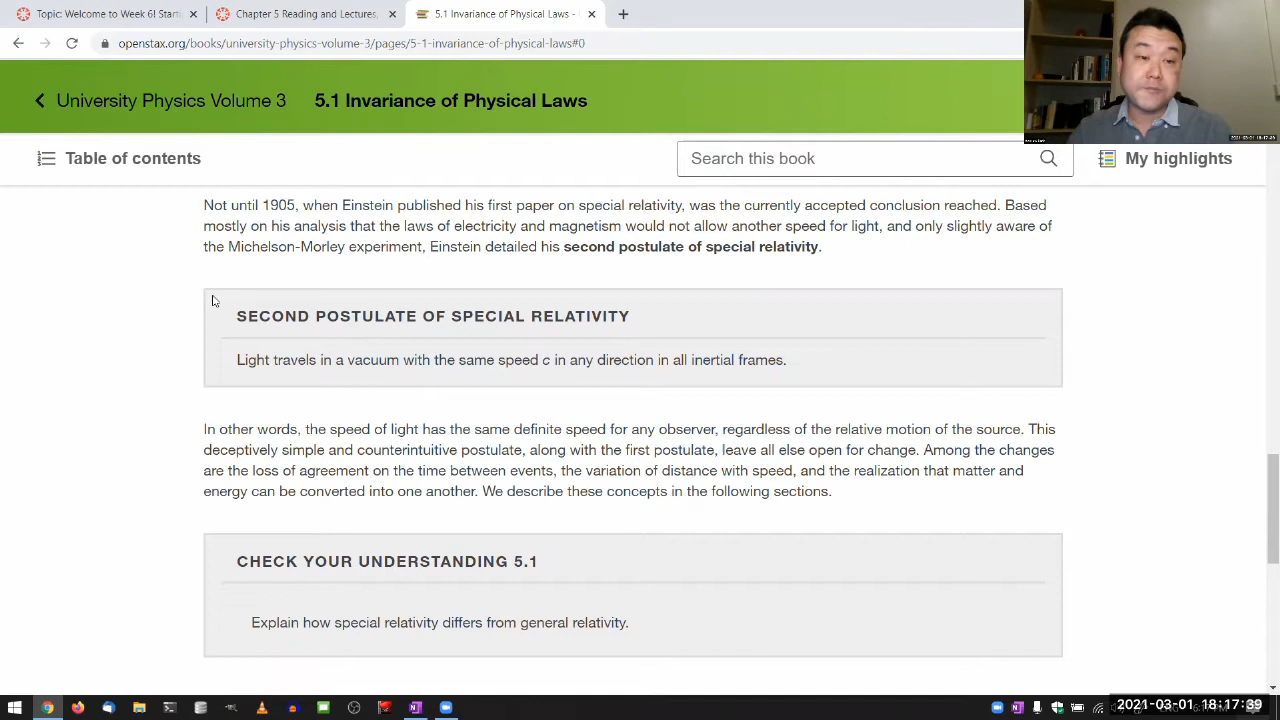 Topic: Welcome to Week 6! Starti
Chapter 5 Reading and Lectures,
5.1 Invariance of Physical Laws -
openstax.org/books/university-physics-volume-3/pages/5-1-invariance-of-physical-laws#0
University Physics Volume 3
5.1 Invariance of Physical Laws
Table of contents
Search this book
My highlights
2021-03-01 18:17:39
Not until 1905, when Einstein published his first paper on special relativity, was the currently accepted conclusion reached. Based
mostly on his analysis that the laws of electricity and magnetism would not allow another speed for light, and only slightly aware of
the Michelson-Morley experiment, Einstein detailed his second postulate of special relativity.
SECOND POSTULATE OF SPECIAL RELATIVITY
Light travels in a vacuum with the same speed c in any direction in all inertial frames.
In other words, the speed of light has the same definite speed for any observer, regardless of the relative motion of the source. This
deceptively simple and counterintuitive postulate, along with the first postulate, leave all else open for change. Among the changes
are the loss of agreement on the time between events, the variation of distance with speed, and the realization that matter and
energy can be converted into one another. We describe these concepts in the following sections.
CHECK YOUR UNDERSTANDING 5.1
Explain how special relativity differs from general relativity.
2021-03-01 18:17:39